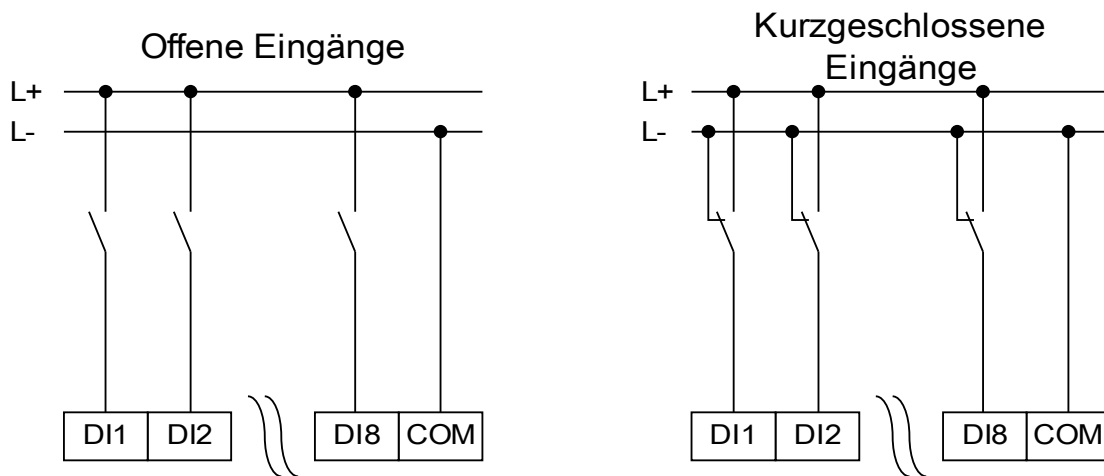 Offene Eingänge
L+
L-
DI1 DI2 DI8 COM
Kurzgeschlossene
Eingänge
L+
L-
DI1 DI2 DI8 COM